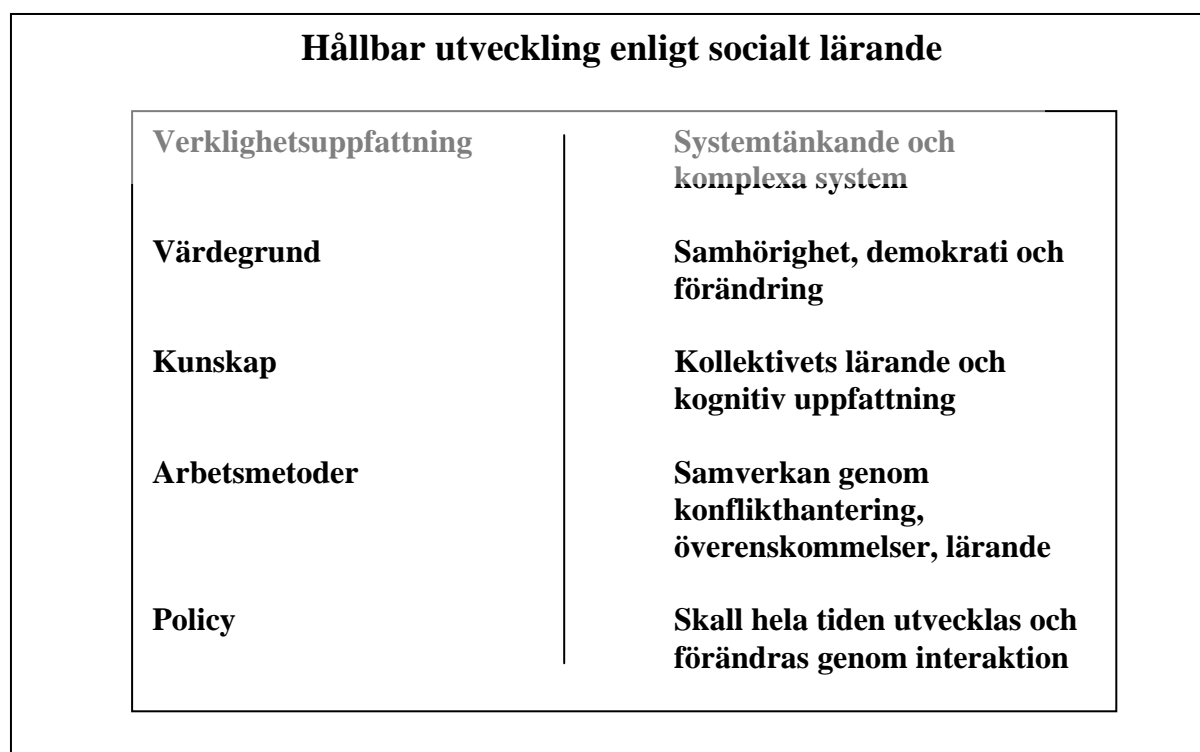 Hållbar utveckling enligt socialt lärande
Verklighetsuppfattning
Systemtänkande och
komplexa system
Värdegrund
Samhörighet, demokrati och
förändring
Kunskap
Kollektivets lärande och
kognitiv uppfattning
Arbetsmetoder
Samverkan genom
konflikthantering,
överenskommelser, lärande
Policy
Skall hela tiden utvecklas och
förändras genom interaktion